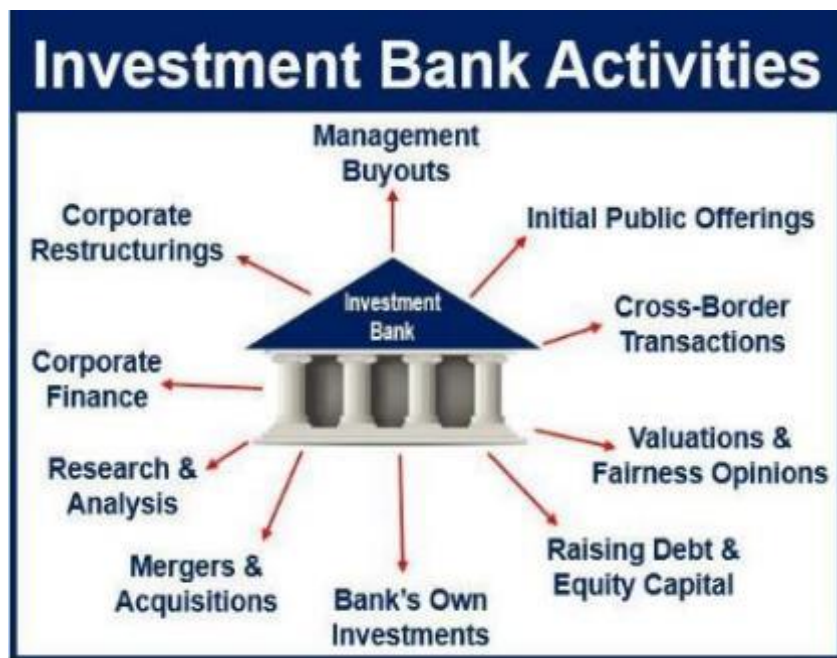 Investment Bank Activities
Management
Buyouts
Corporate
Restructurings
Initial Public Offerings
Investment
Bank
Cross-Border
Transactions
Corporate
Finance
Valuations &
Fairness Opinions
Research &
Analysis
Raising Debt &
Equity Capital
Mergers &
Acquisitions
Bank's Own
Investments